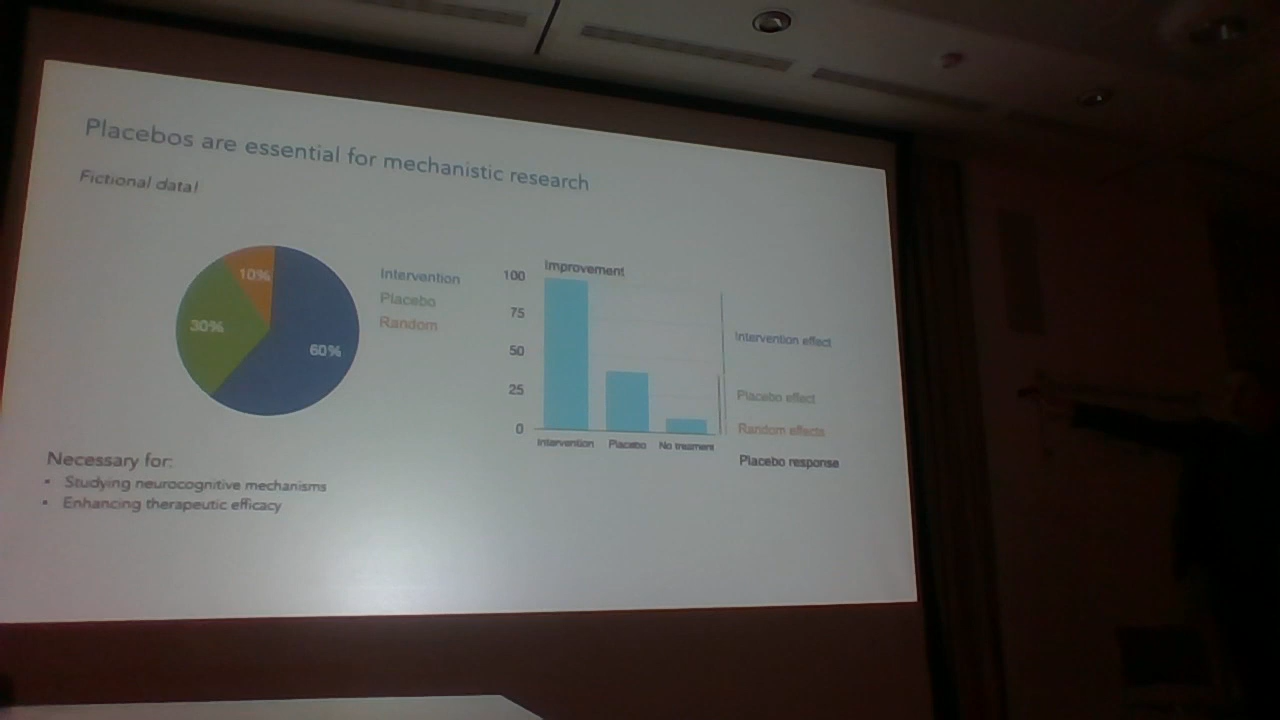 Placebos are essential for mechanistic research
Fictional data!
10%
30%
60%
Intervention
Placebo
Random
Improvement
100
75
50
25
0
Intervention
Placebo
No treatment
Intervention effect
Placebo effect
Random effects
Placebo response
Necessary for:
• Studying neurocognitive mechanisms
• Enhancing therapeutic efficacy